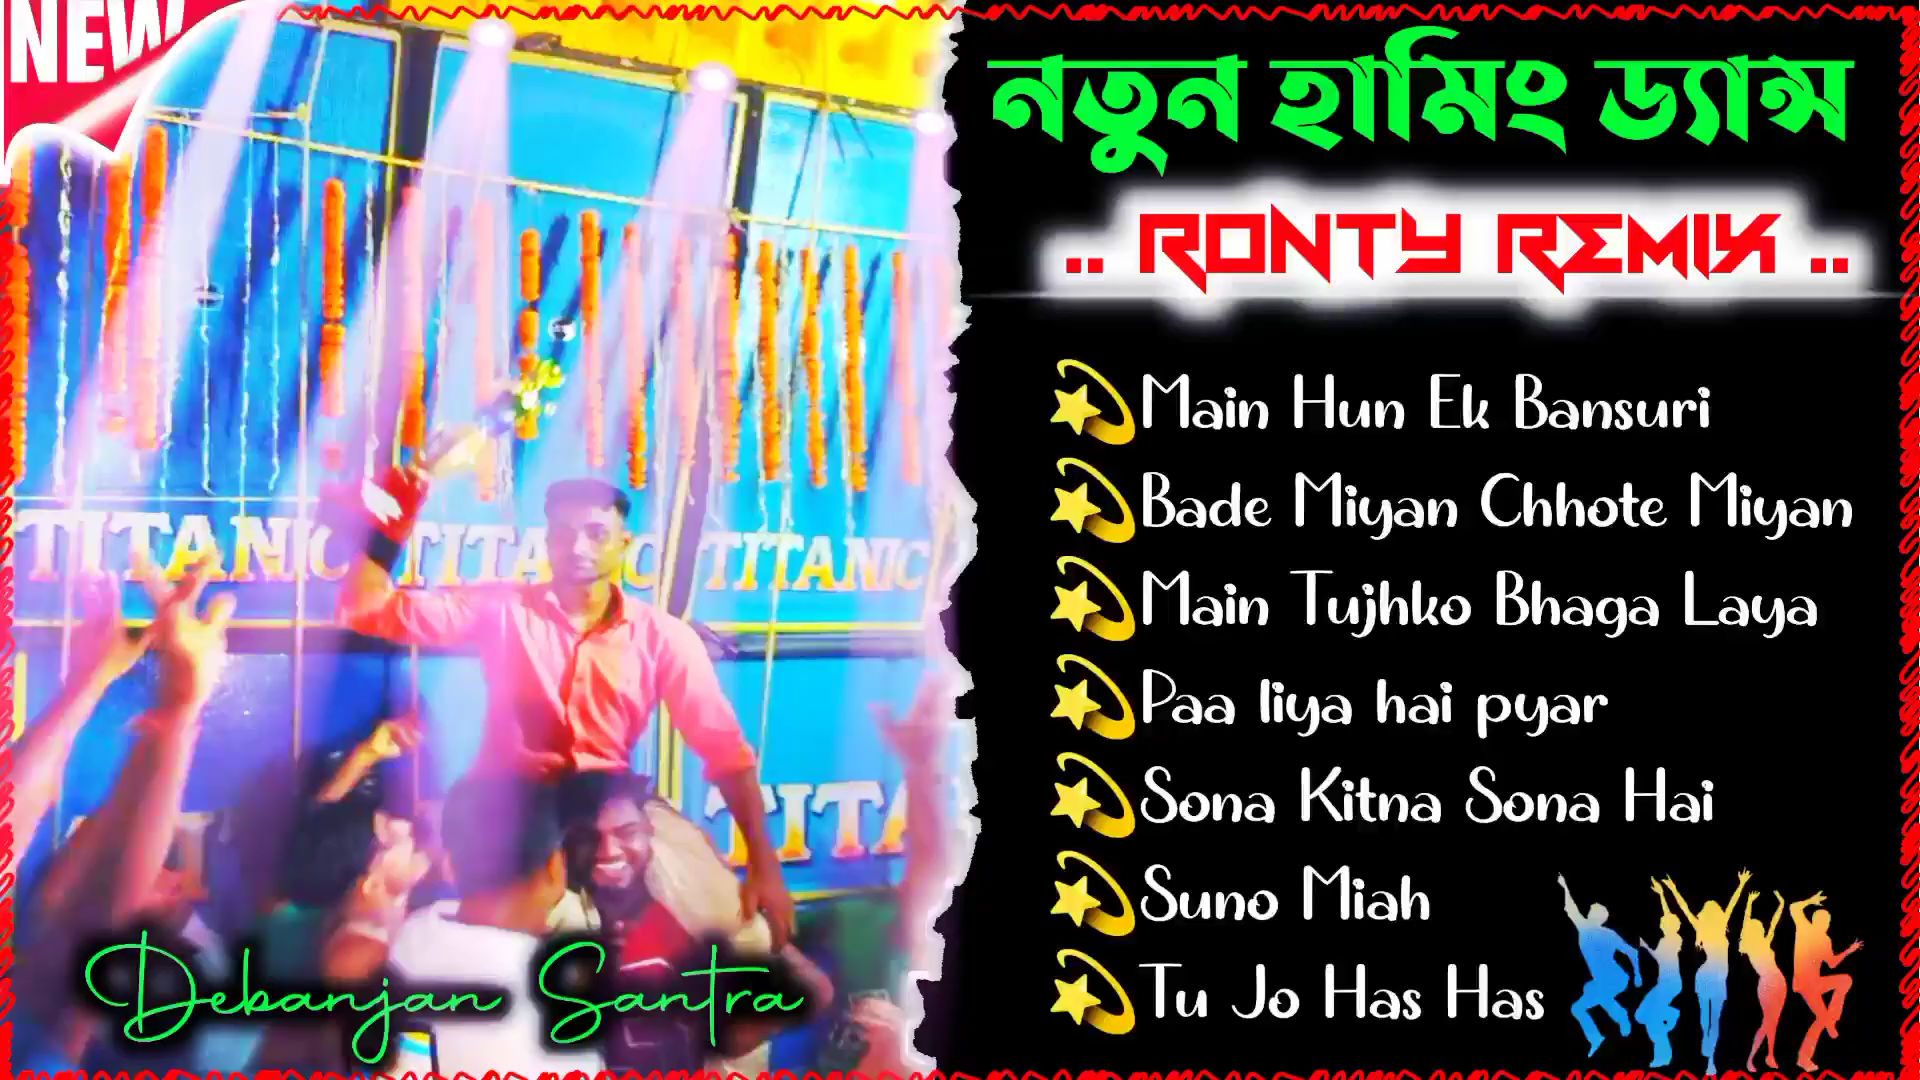 NEW
নতুন হামিং ড্যান্স
.. RONTY REMIX ..
Main Hun Ek Bansuri
Bade Miyan Chhote Miyan
Main Tujhko Bhaga Laya
Paa liya hai pyar
Sona Kitna Sona Hai
Suno Miah
Tu Jo Has Has
TITANIC TITANIC TITANIC
TITA
Debanjan Santra